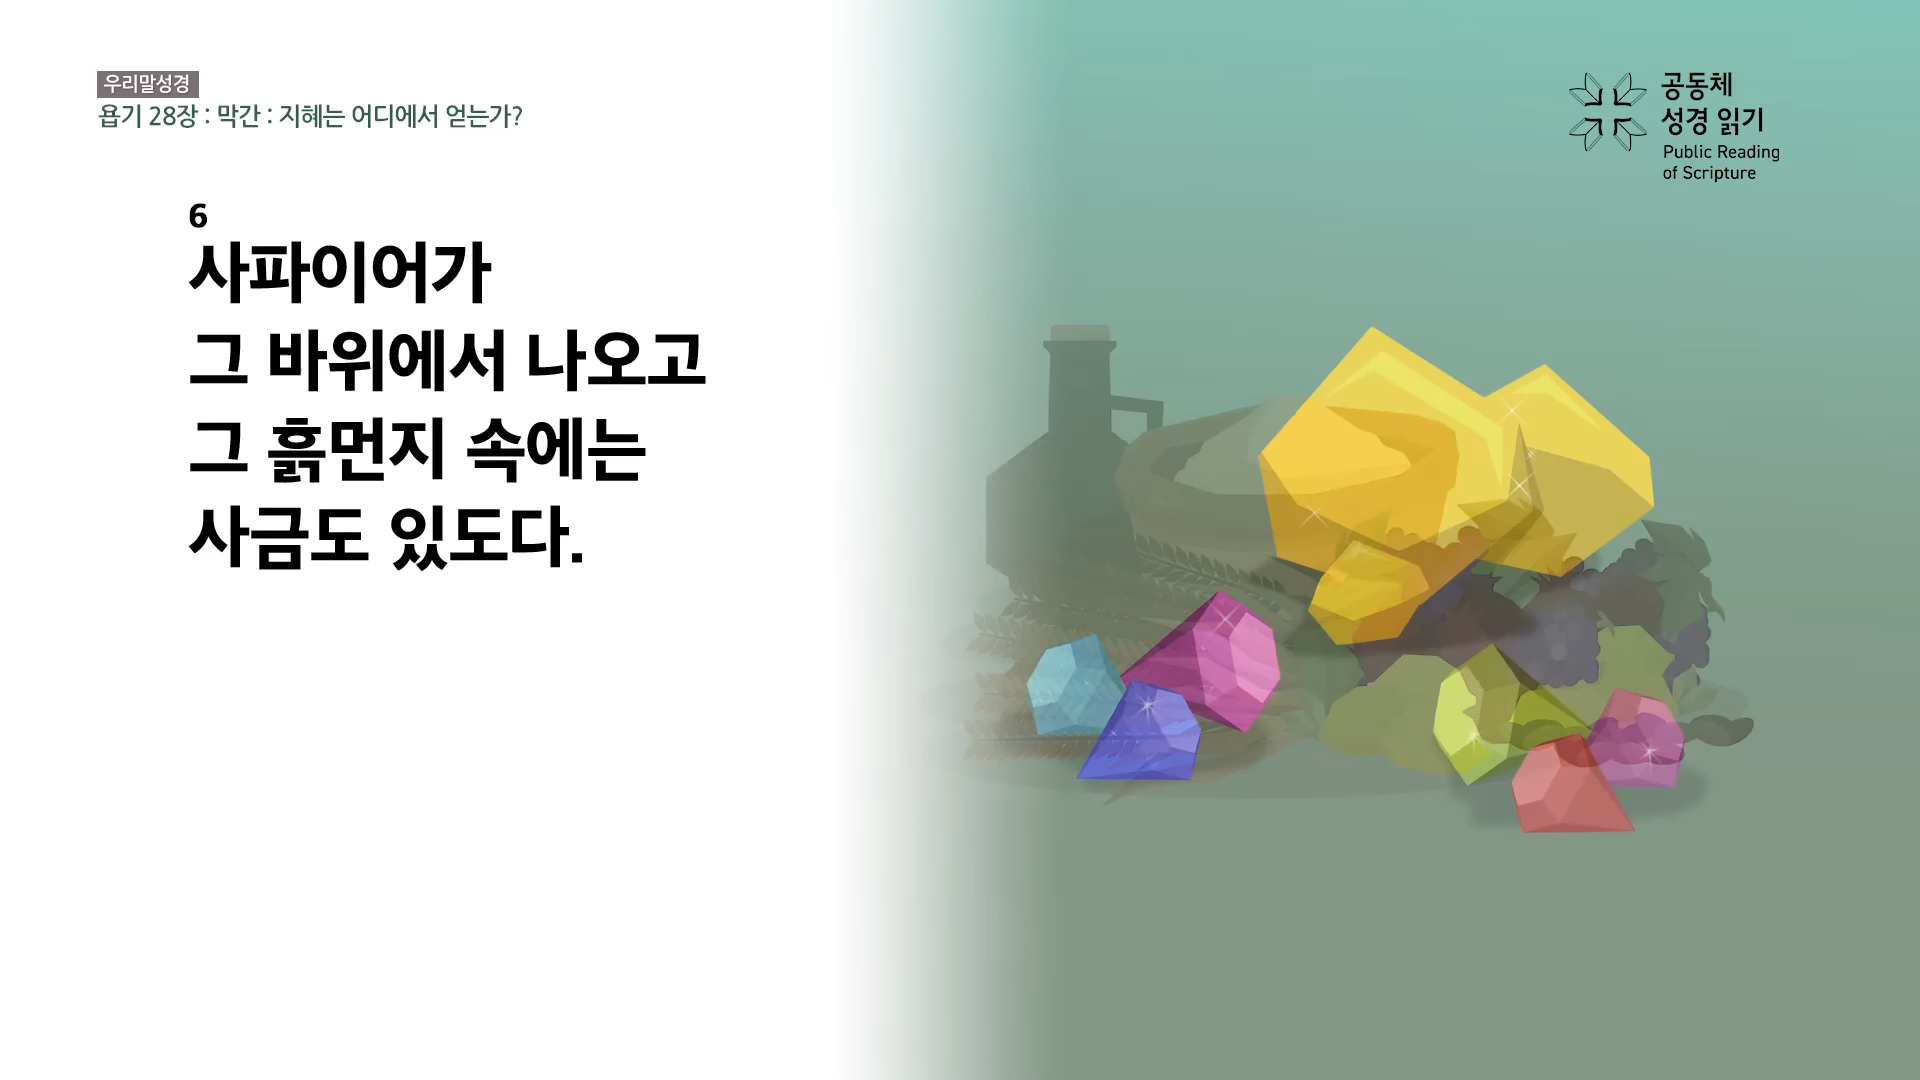 우리말성경
욥기 28장 : 막간 : 지혜는 어디에서 얻는가?
공동체
성경 읽기
Public Reading
of Scripture
6
사파이어가
그 바위에서 나오고
그 흙먼지 속에는
사금도 있도다.